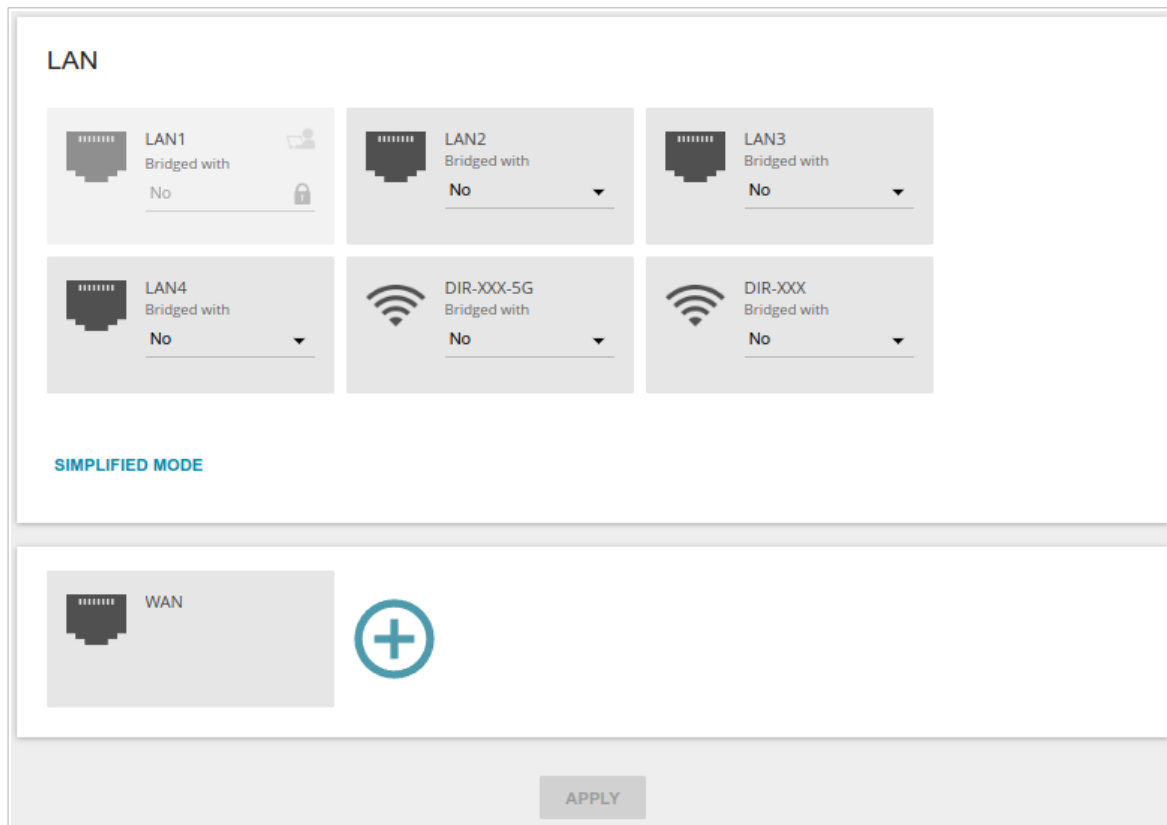 LAN
LAN1
Bridged with
No
LAN2
Bridged with
No
LAN3
Bridged with
No
LAN4
Bridged with
No
DIR-XXX-5G
Bridged with
No
DIR-XXX
Bridged with
No
SIMPLIFIED MODE
WAN
APPLY